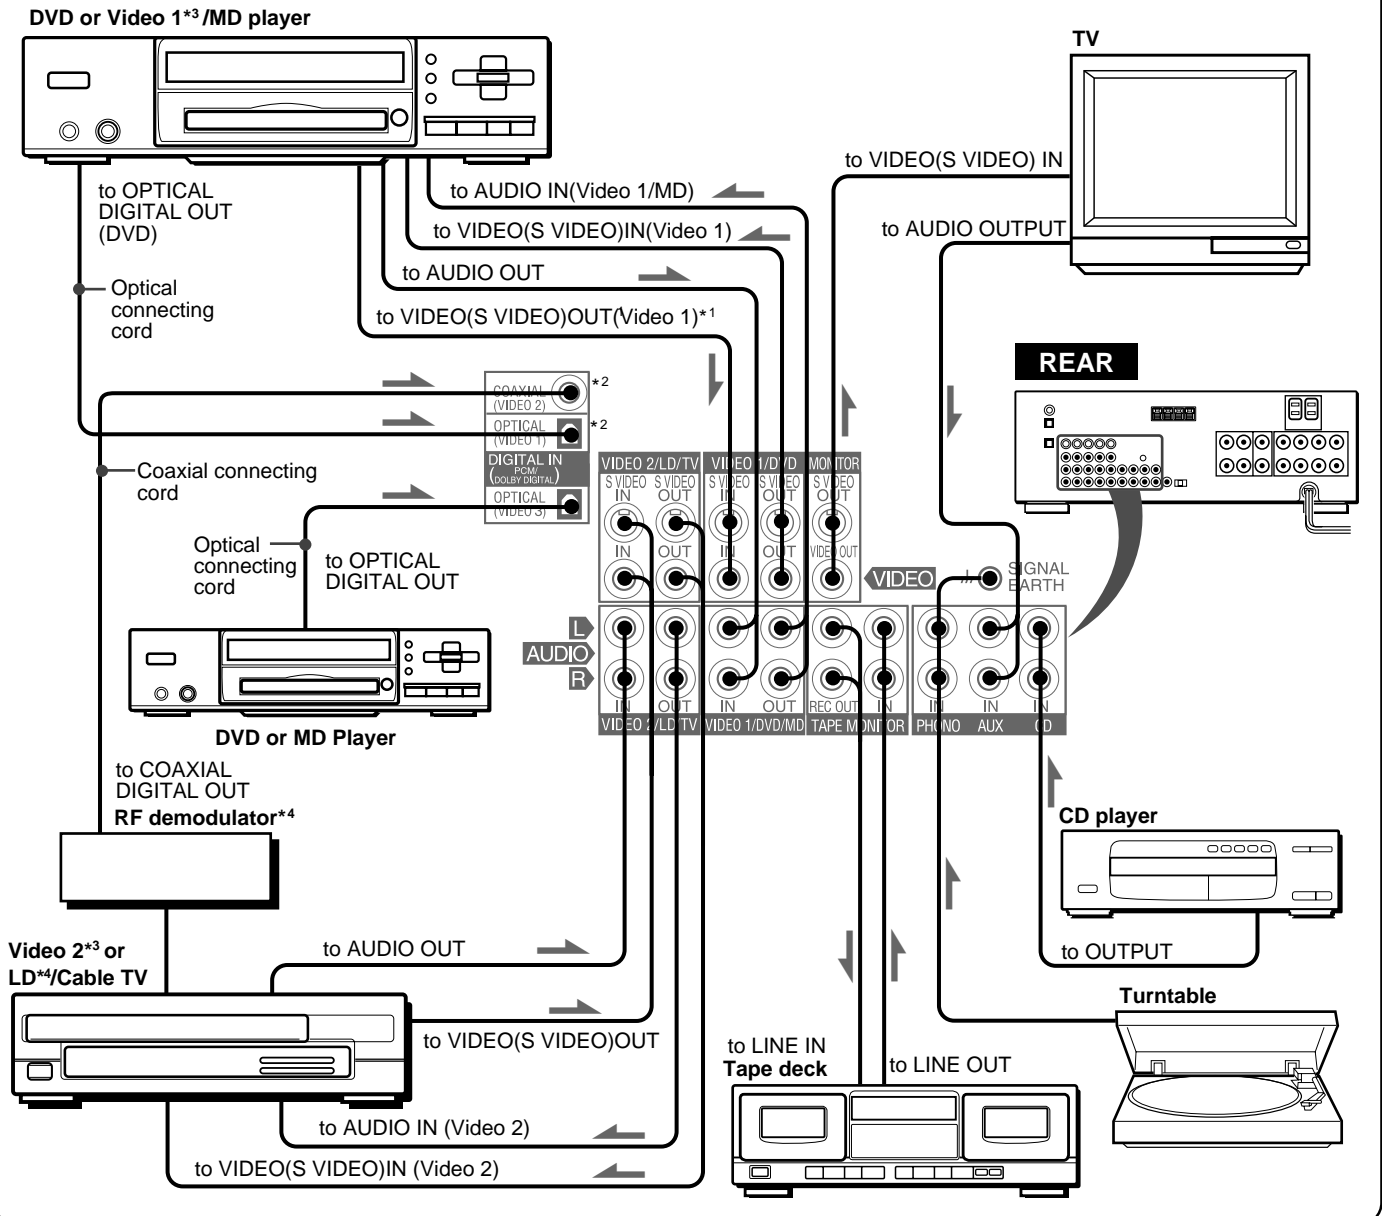 DVD or Video 1*3/MD player
TV
to VIDEO(S VIDEO) IN
to OPTICAL
DIGITAL OUT
(DVD)
to AUDIO IN(Video 1/MD)
to VIDEO(S VIDEO)IN(Video 1)
to AUDIO OUTPUT
to AUDIO OUT
Optical
connecting
cord
to VIDEO(S VIDEO)OUT(Video 1)*1
REAR
COAXIAL
(VIDEO 2)
*2
OPTICAL
(VIDEO 1)
*2
DIGITAL IN
(PCM/
DOLBY DIGITAL)
OPTICAL
(VIDEO 3)
Coaxial connecting
cord
VIDEO 2/LD/TV VIDEO 1/DVD MONITOR
S VIDEO S VIDEO S VIDEO S VIDEO S VIDEO
IN OUT IN OUT OUT
IN OUT IN OUT VIDEO OUT
VIDEO
SIGNAL
EARTH
Optical
connecting
cord
to OPTICAL
DIGITAL OUT
L
AUDIO
R
IN OUT IN OUT REC OUT IN IN IN IN
VIDEO 2/LD/TV VIDEO 1/DVD/MD TAPE MONITOR PHONO AUX CD
DVD or MD Player
to COAXIAL
DIGITAL OUT
RF demodulator*4
CD player
Video 2*3 or
LD*4/Cable TV
to AUDIO OUT
to OUTPUT
Turntable
to VIDEO(S VIDEO)OUT
to LINE IN
Tape deck
to LINE OUT
to AUDIO IN (Video 2)
to VIDEO(S VIDEO)IN (Video 2)